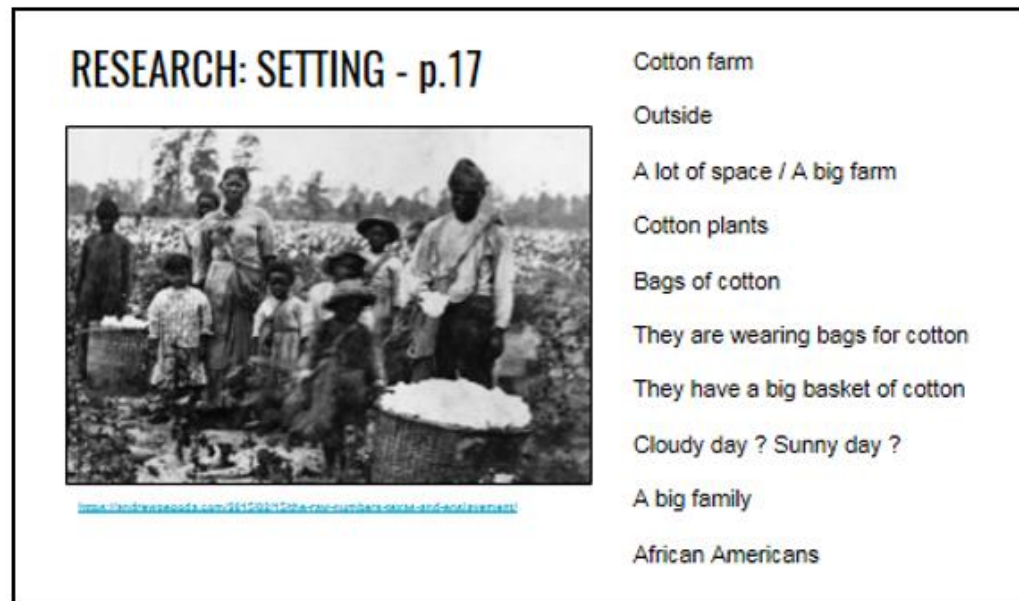 RESEARCH: SETTING - p.17
Cotton farm
Outside
A lot of space / A big farm
Cotton plants
Bags of cotton
They are wearing bags for cotton
They have a big basket of cotton
Cloudy day ? Sunny day ?
A big family
African Americans